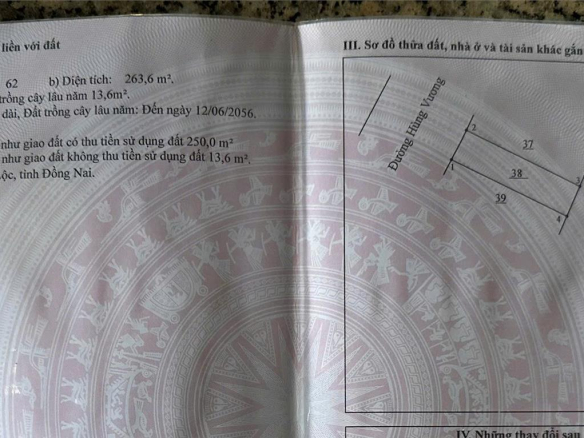 liền với đất
62 b) Diện tích: 263,6 m².
trồng cây lâu năm 13,6m².
dài, Đất trồng cây lâu năm: Đến ngày 12/06/2056.
như giao đất có thu tiền sử dụng đất 250,0 m²
như giao đất không thu tiền sử dụng đất 13,6 m².
Lộc, tỉnh Đồng Nai.
III. Sơ đồ thửa đất, nhà ở và tài sản khác gắn
Đường Hùng Vương
2
37
1
38
3
39
4
IV. Những thay đổi sau